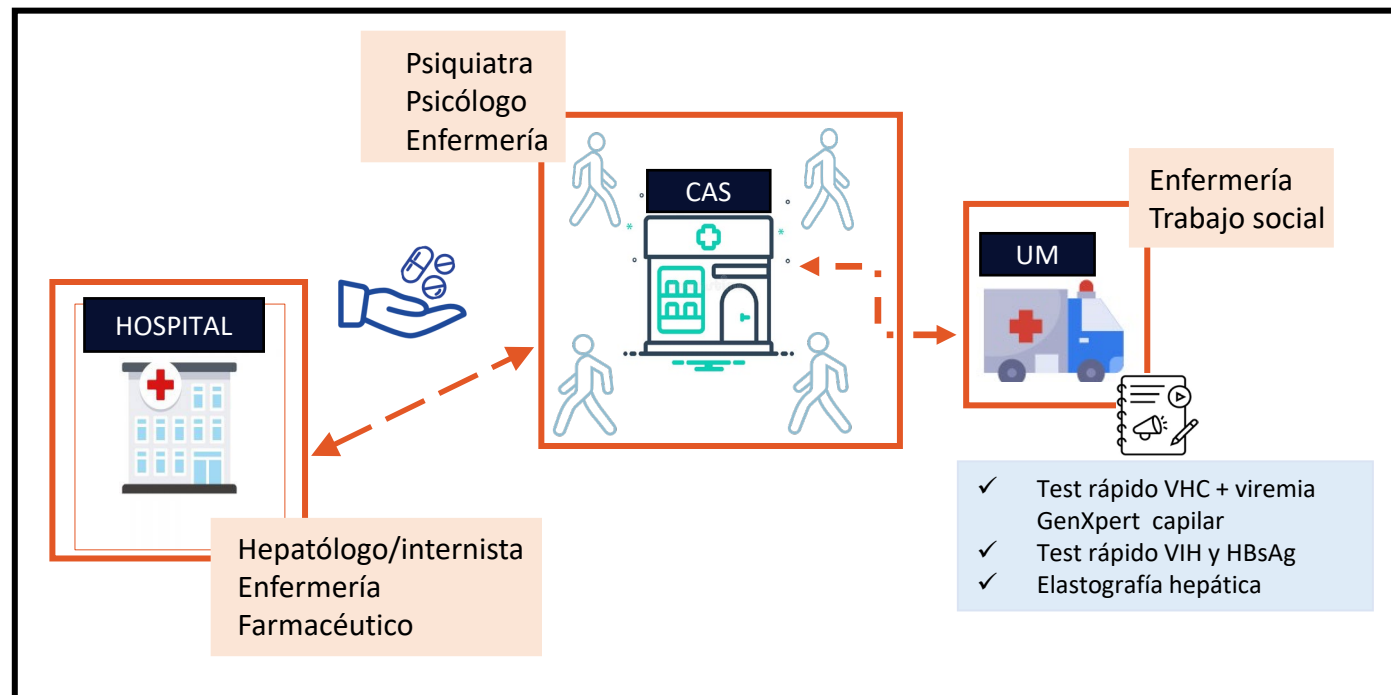 Psiquiatra
Psicólogo
Enfermería
CAS
Enfermería
Trabajo social
UM
HOSPITAL
Hepatólogo/internista
Enfermería
Farmacéutico
✓ Test rápido VHC + viremia
GenXpert capilar
✓ Test rápido VIH y HBsAg
✓ Elastografía hepática